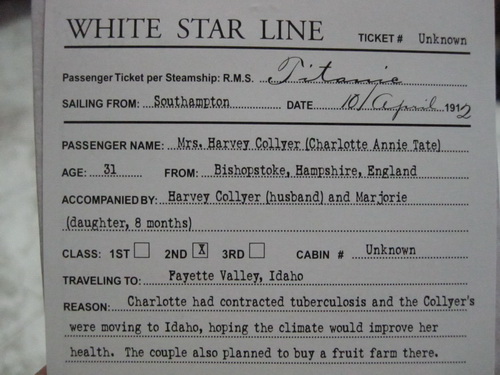 WHITE STAR LINE TICKET # Unknown
Passenger Ticket per Steamship: R.M.S. Titanic
SAILING FROM: Southampton DATE 10/April 1912
PASSENGER NAME: Mrs. Harvey Collyer (Charlotte Annie Tate)
AGE: 31 FROM: Bishopstoke, Hampshire, England
ACCOMPANIED BY: Harvey Collyer (husband) and Marjorie
(daughter, 8 months)
CLASS: 1ST 2ND X 3RD CABIN # Unknown
TRAVELING TO: Fayette Valley, Idaho
REASON: Charlotte had contracted tuberculosis and the Collyer's
were moving to Idaho, hoping the climate would improve her
health. The couple also planned to buy a fruit farm there.